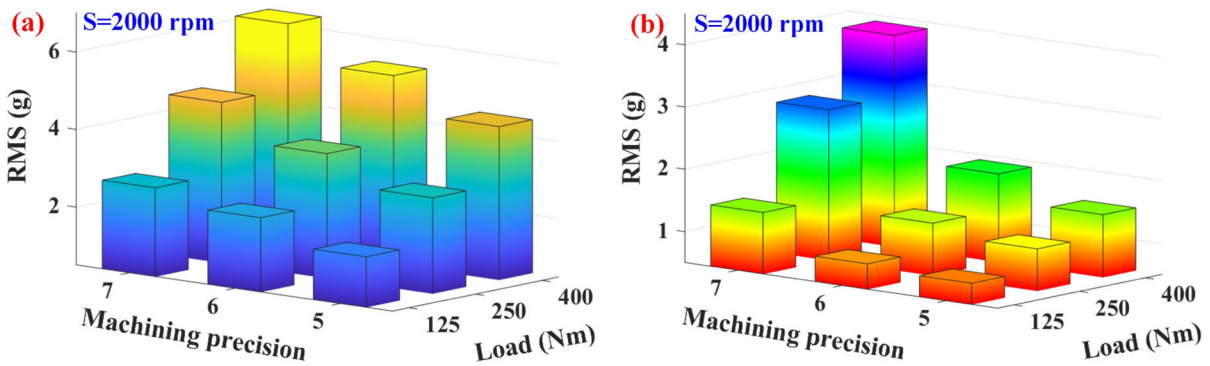 (a)
S=2000 rpm
RMS (g)
6
4
2
7
6
5
Machining precision
125
250
400
Load (Nm)
(b)
S=2000 rpm
RMS (g)
4
3
2
1
7
6
5
Machining precision
125
250
400
Load (Nm)